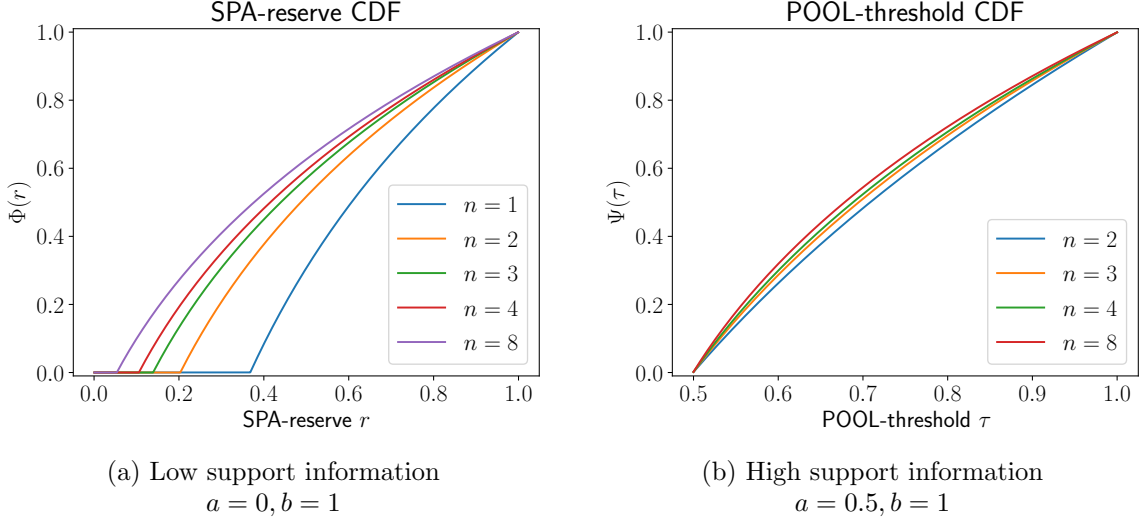 SPA-reserve CDF
1.0
0.8
0.6
0.4
0.2
0.0
Φ(r)
n = 1
n = 2
n = 3
n = 4
n = 8
0.0 0.2 0.4 0.6 0.8 1.0
SPA-reserve r
(a) Low support information
a = 0, b = 1
POOL-threshold CDF
1.0
0.8
0.6
0.4
0.2
0.0
Ψ(τ)
n = 2
n = 3
n = 4
n = 8
0.5 0.6 0.7 0.8 0.9 1.0
POOL-threshold τ
(b) High support information
a = 0.5, b = 1